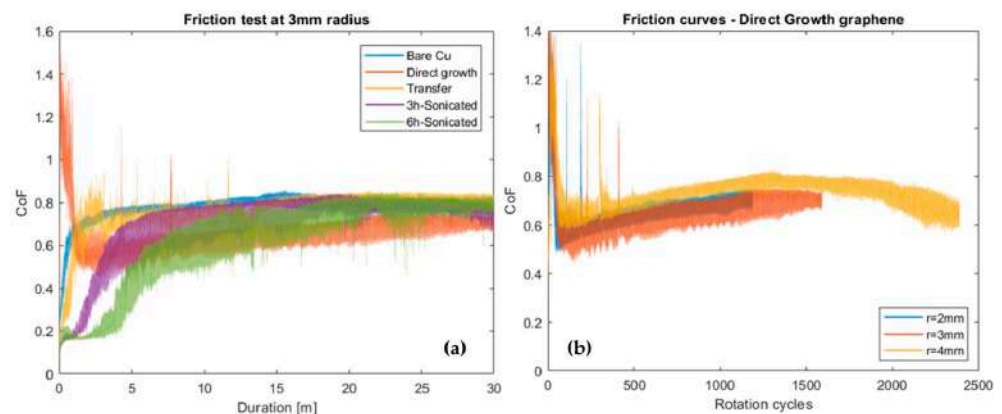 Friction test at 3mm radius
1.6
1.4
1.2
1
0.8
0.6
0.4
0.2
0
CoF
Bare Cu
Direct growth
Transfer
3h-Sonicated
6h-Sonicated
(a)
0 5 10 15 20 25 30
Duration [m]
Friction curves - Direct Growth graphene
1.4
1.2
1
0.8
0.6
0.4
0.2
0
CoF
(b)
r=2mm
r=3mm
r=4mm
0 500 1000 1500 2000 2500
Rotation cycles